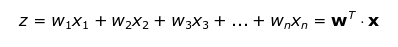 z = w₁x₁ + w₂x₂ + w₃x₃ + ... + wₙxₙ = 𝐰ᵀ · 𝐱